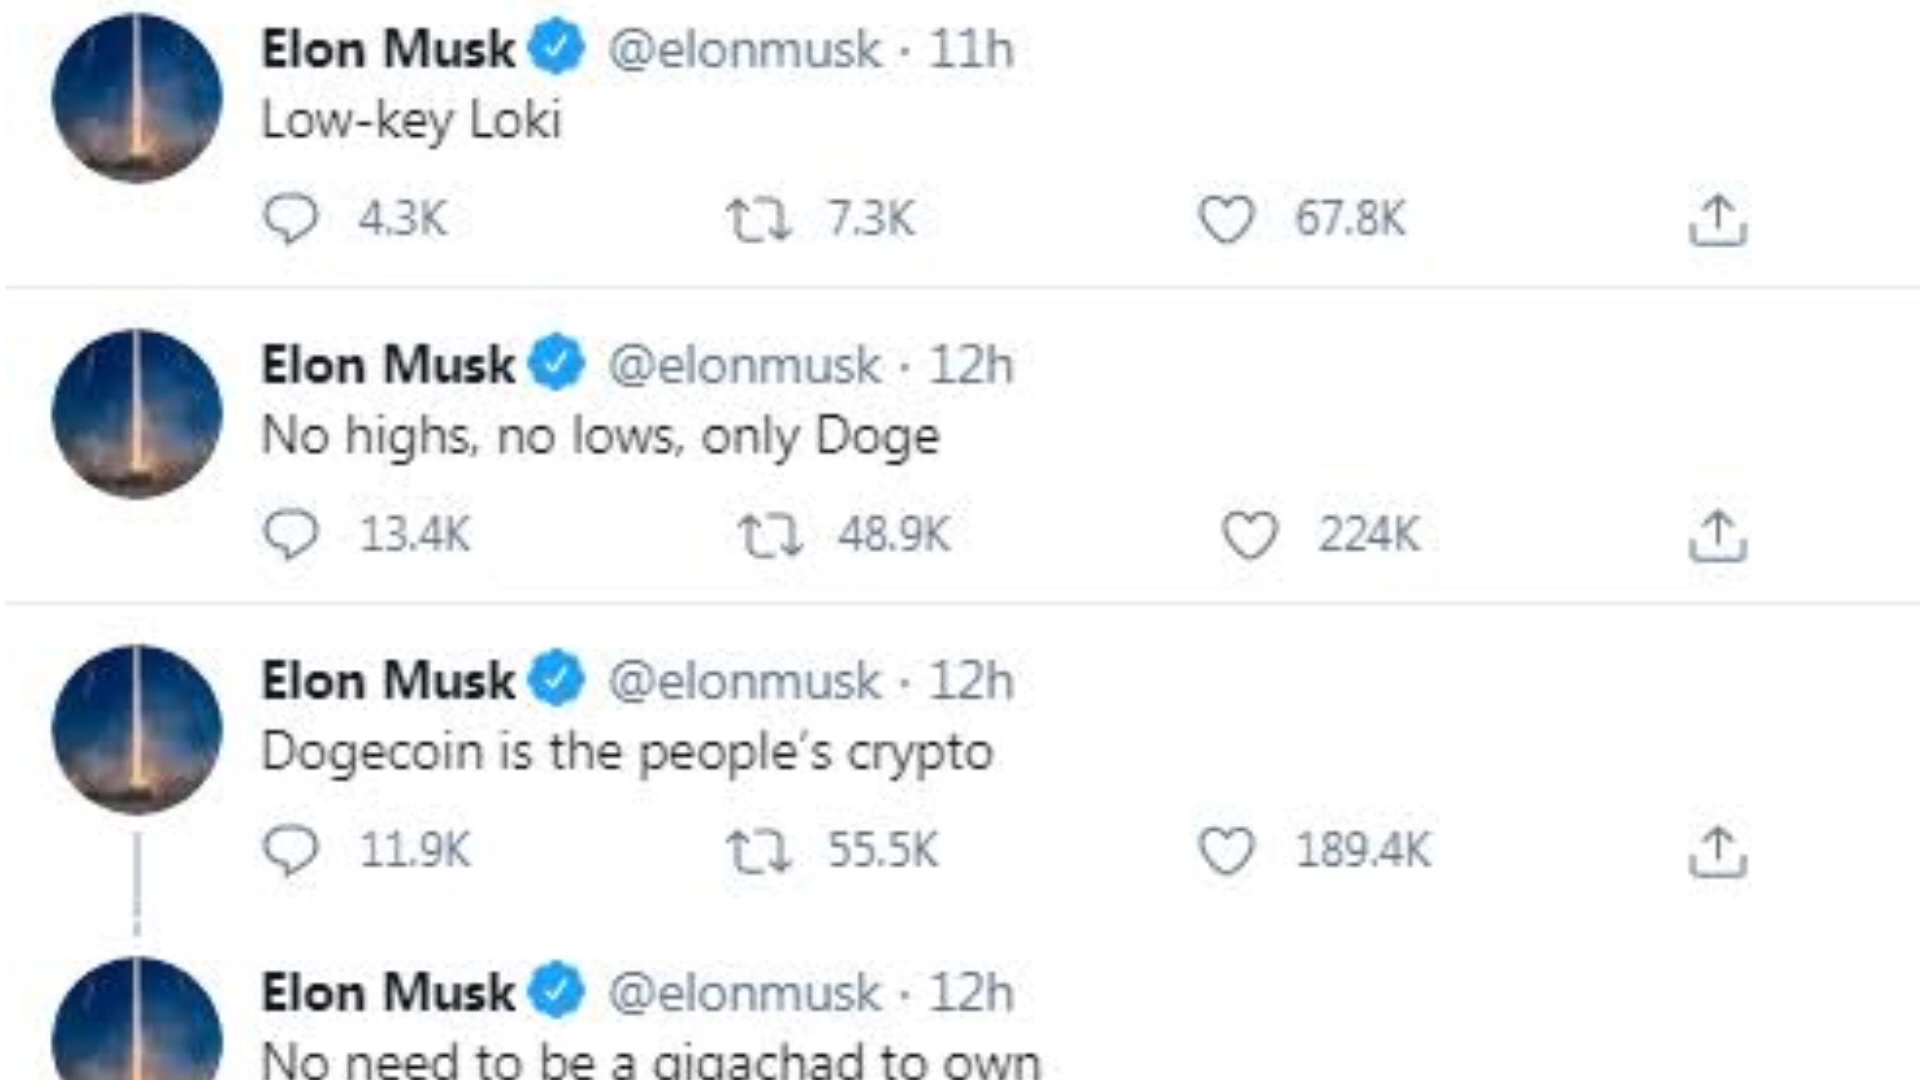 Elon Musk @elonmusk · 11h
Low-key Loki
4.3K 7.3K 67.8K
Elon Musk @elonmusk · 12h
No highs, no lows, only Doge
13.4K 48.9K 224K
Elon Musk @elonmusk · 12h
Dogecoin is the people’s crypto
11.9K 55.5K 189.4K
Elon Musk @elonmusk · 12h
No need to be a gigachad to own